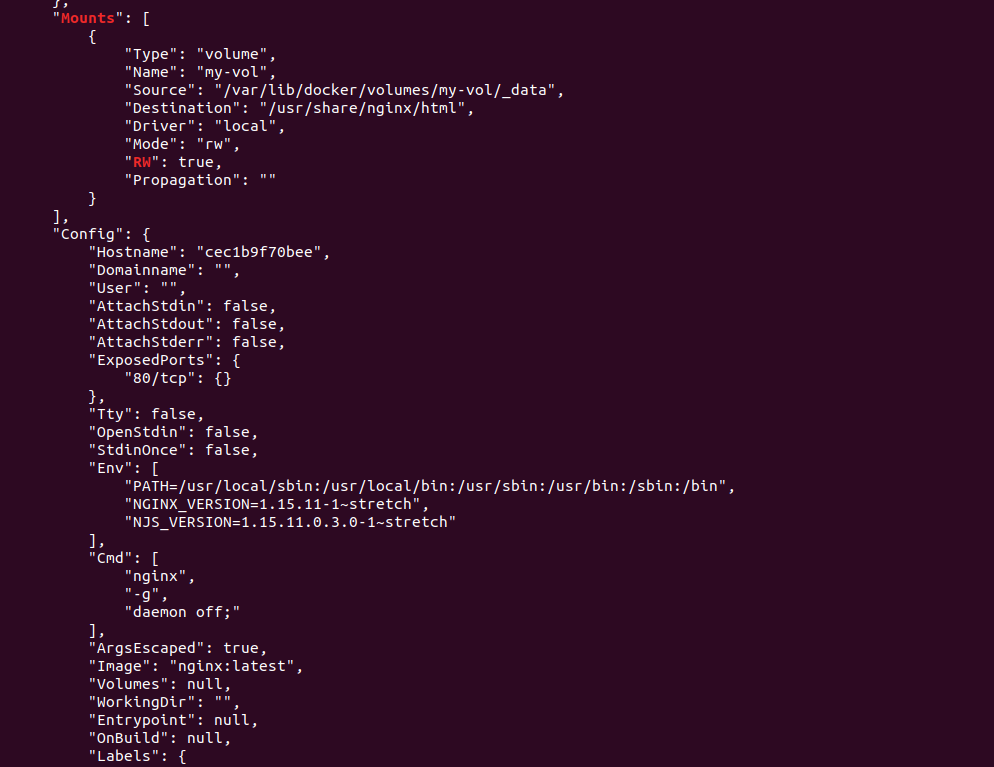 },
"Mounts": [
{
"Type": "volume",
"Name": "my-vol",
"Source": "/var/lib/docker/volumes/my-vol/_data",
"Destination": "/usr/share/nginx/html",
"Driver": "local",
"Mode": "rw",
"RW": true,
"Propagation": ""
}
],
"Config": {
"Hostname": "cec1b9f70bee",
"Domainname": "",
"User": "",
"AttachStdin": false,
"AttachStdout": false,
"AttachStderr": false,
"ExposedPorts": {
"80/tcp": {}
},
"Tty": false,
"OpenStdin": false,
"StdinOnce": false,
"Env": [
"PATH=/usr/local/sbin:/usr/local/bin:/usr/sbin:/usr/bin:/sbin:/bin",
"NGINX_VERSION=1.15.11-1~stretch",
"NJS_VERSION=1.15.11.0.3.0-1~stretch"
],
"Cmd": [
"nginx",
"-g",
"daemon off;"
],
"ArgsEscaped": true,
"Image": "nginx:latest",
"Volumes": null,
"WorkingDir": "",
"Entrypoint": null,
"OnBuild": null,
"Labels": {